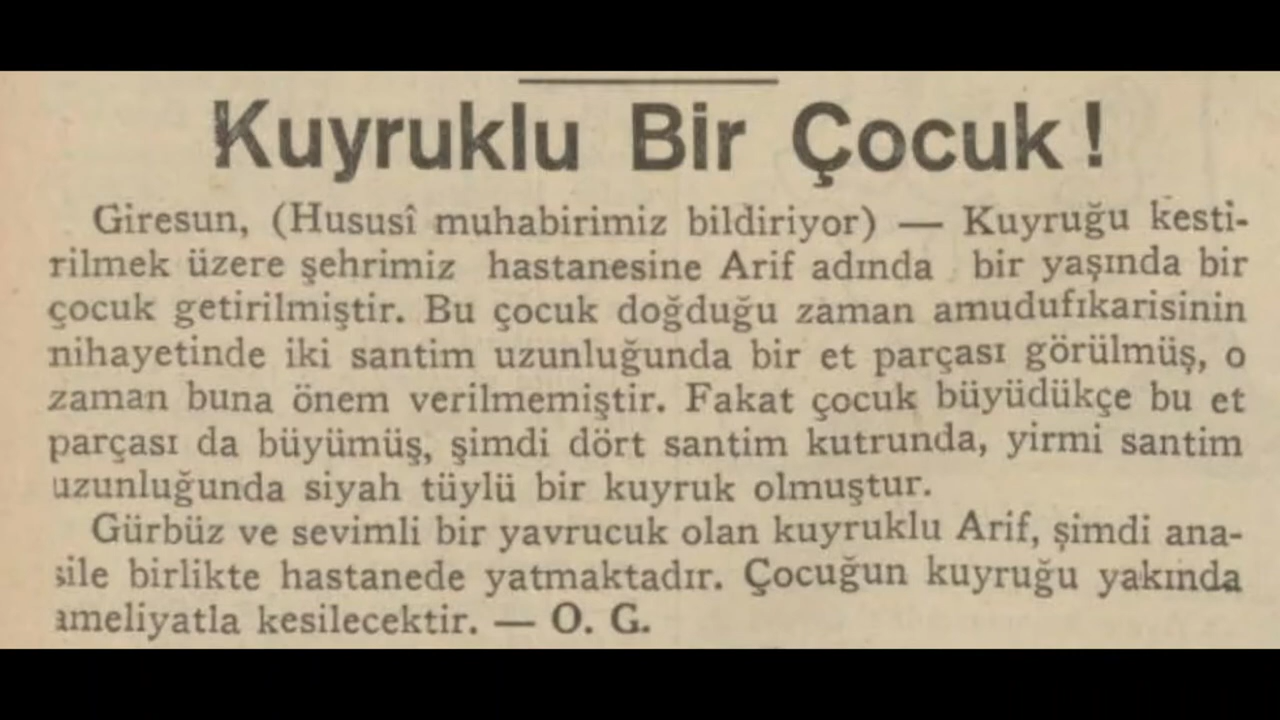 Kuyruklu Bir Çocuk !
Giresun, (Hususî muhabirimiz bildiriyor) — Kuyruğu kesti-
rilmek üzere şehrimiz hastanesine Arif adında bir yaşında bir
çocuk getirilmiştir. Bu çocuk doğduğu zaman amudufıkarisinin
nihayetinde iki santim uzunluğunda bir et parçası görülmüş, o
zaman buna önem verilmemiştir. Fakat çocuk büyüdükçe bu et
parçası da büyümüş, şimdi dört santim kutrunda, yirmi santim
uzunluğunda siyah tüylü bir kuyruk olmuştur.
Gürbüz ve sevimli bir yavrucuk olan kuyruklu Arif, şimdi ana-
sile birlikte hastanede yatmaktadır. Çocuğun kuyruğu yakında
ameliyatla kesilecektir. — O. G.